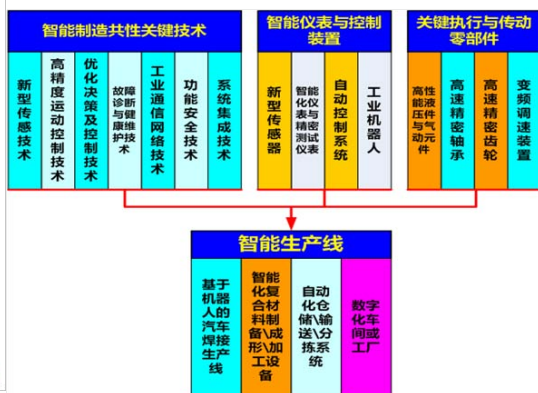 智能制造共性关键技术
智能仪表与控制
装置
关键执行与传动
零部件
新型传感技术
高精度运动控制技术
优化决策及控制技术
故障诊断与健康维护技术
工业通信网络技术
功能安全技术
系统集成技术
新型传感器
智能化仪表与精密测试仪表
自动控制系统
工业机器人
高性能液压件与气动元件
高速精密轴承
高速精密齿轮
变频调速装置
智能生产线
基于
机器
人的
汽车
焊接
生产
线
智能
化复
合材
料制
备\成
形\加
工设
备
自动
化仓
储\输
送\分
拣系
统
数字
化车
间或
工厂